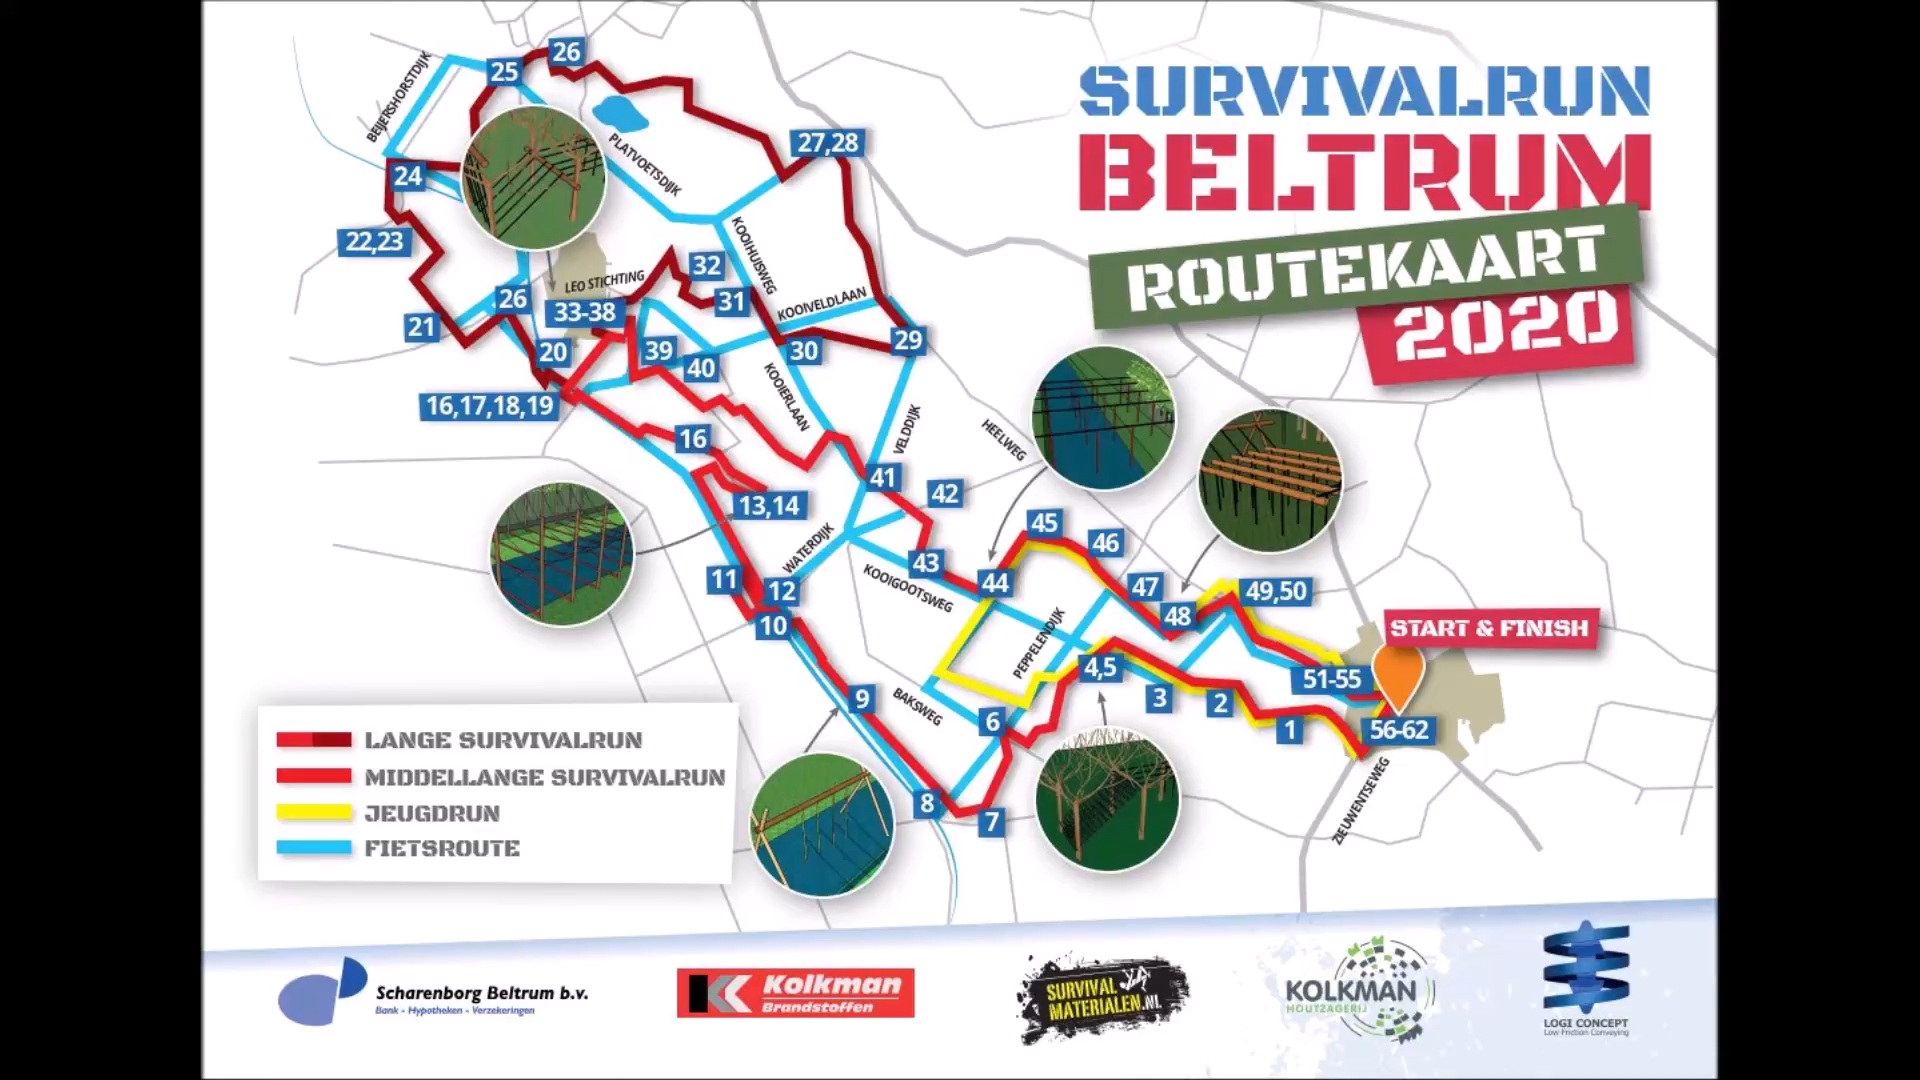 SURVIVALRUN
BELTRUM
ROUTEKAART
2020
26
25
BEIJERSHORSTDIJK
27,28
PLATVOETSDIJK
24
22,23
KOOIHUISWEG
32
LEO STICHTING
31
26
33-38
KOOIVELDLAAN
21
29
20
39
30
40
16,17,18,19
KOOIERLAAN
VELDDIJK
HEELWEG
16
41
42
13,14
45
WATERDIJK
46
43
11
12
KOOIGOOTSWEG
44
47
49,50
48
10
PEPPELENDIJK
START & FINISH
4,5
51-55
9
BAKSWEG
3
2
6
1
56-62
8
7
ZIEUWENTSEWEG
LANGE SURVIVALRUN
MIDDELLANGE SURVIVALRUN
JEUGDRUN
FIETSROUTE
Scharenborg Beltrum b.v.
Bank - Hypotheken - Verzekeringen
Kolkman
Brandstoffen
SURVIVAL
MATERIALEN.NL
KOLKMAN
HOUTZAGERIJ
LOGI CONCEPT
Low Friction Conveying